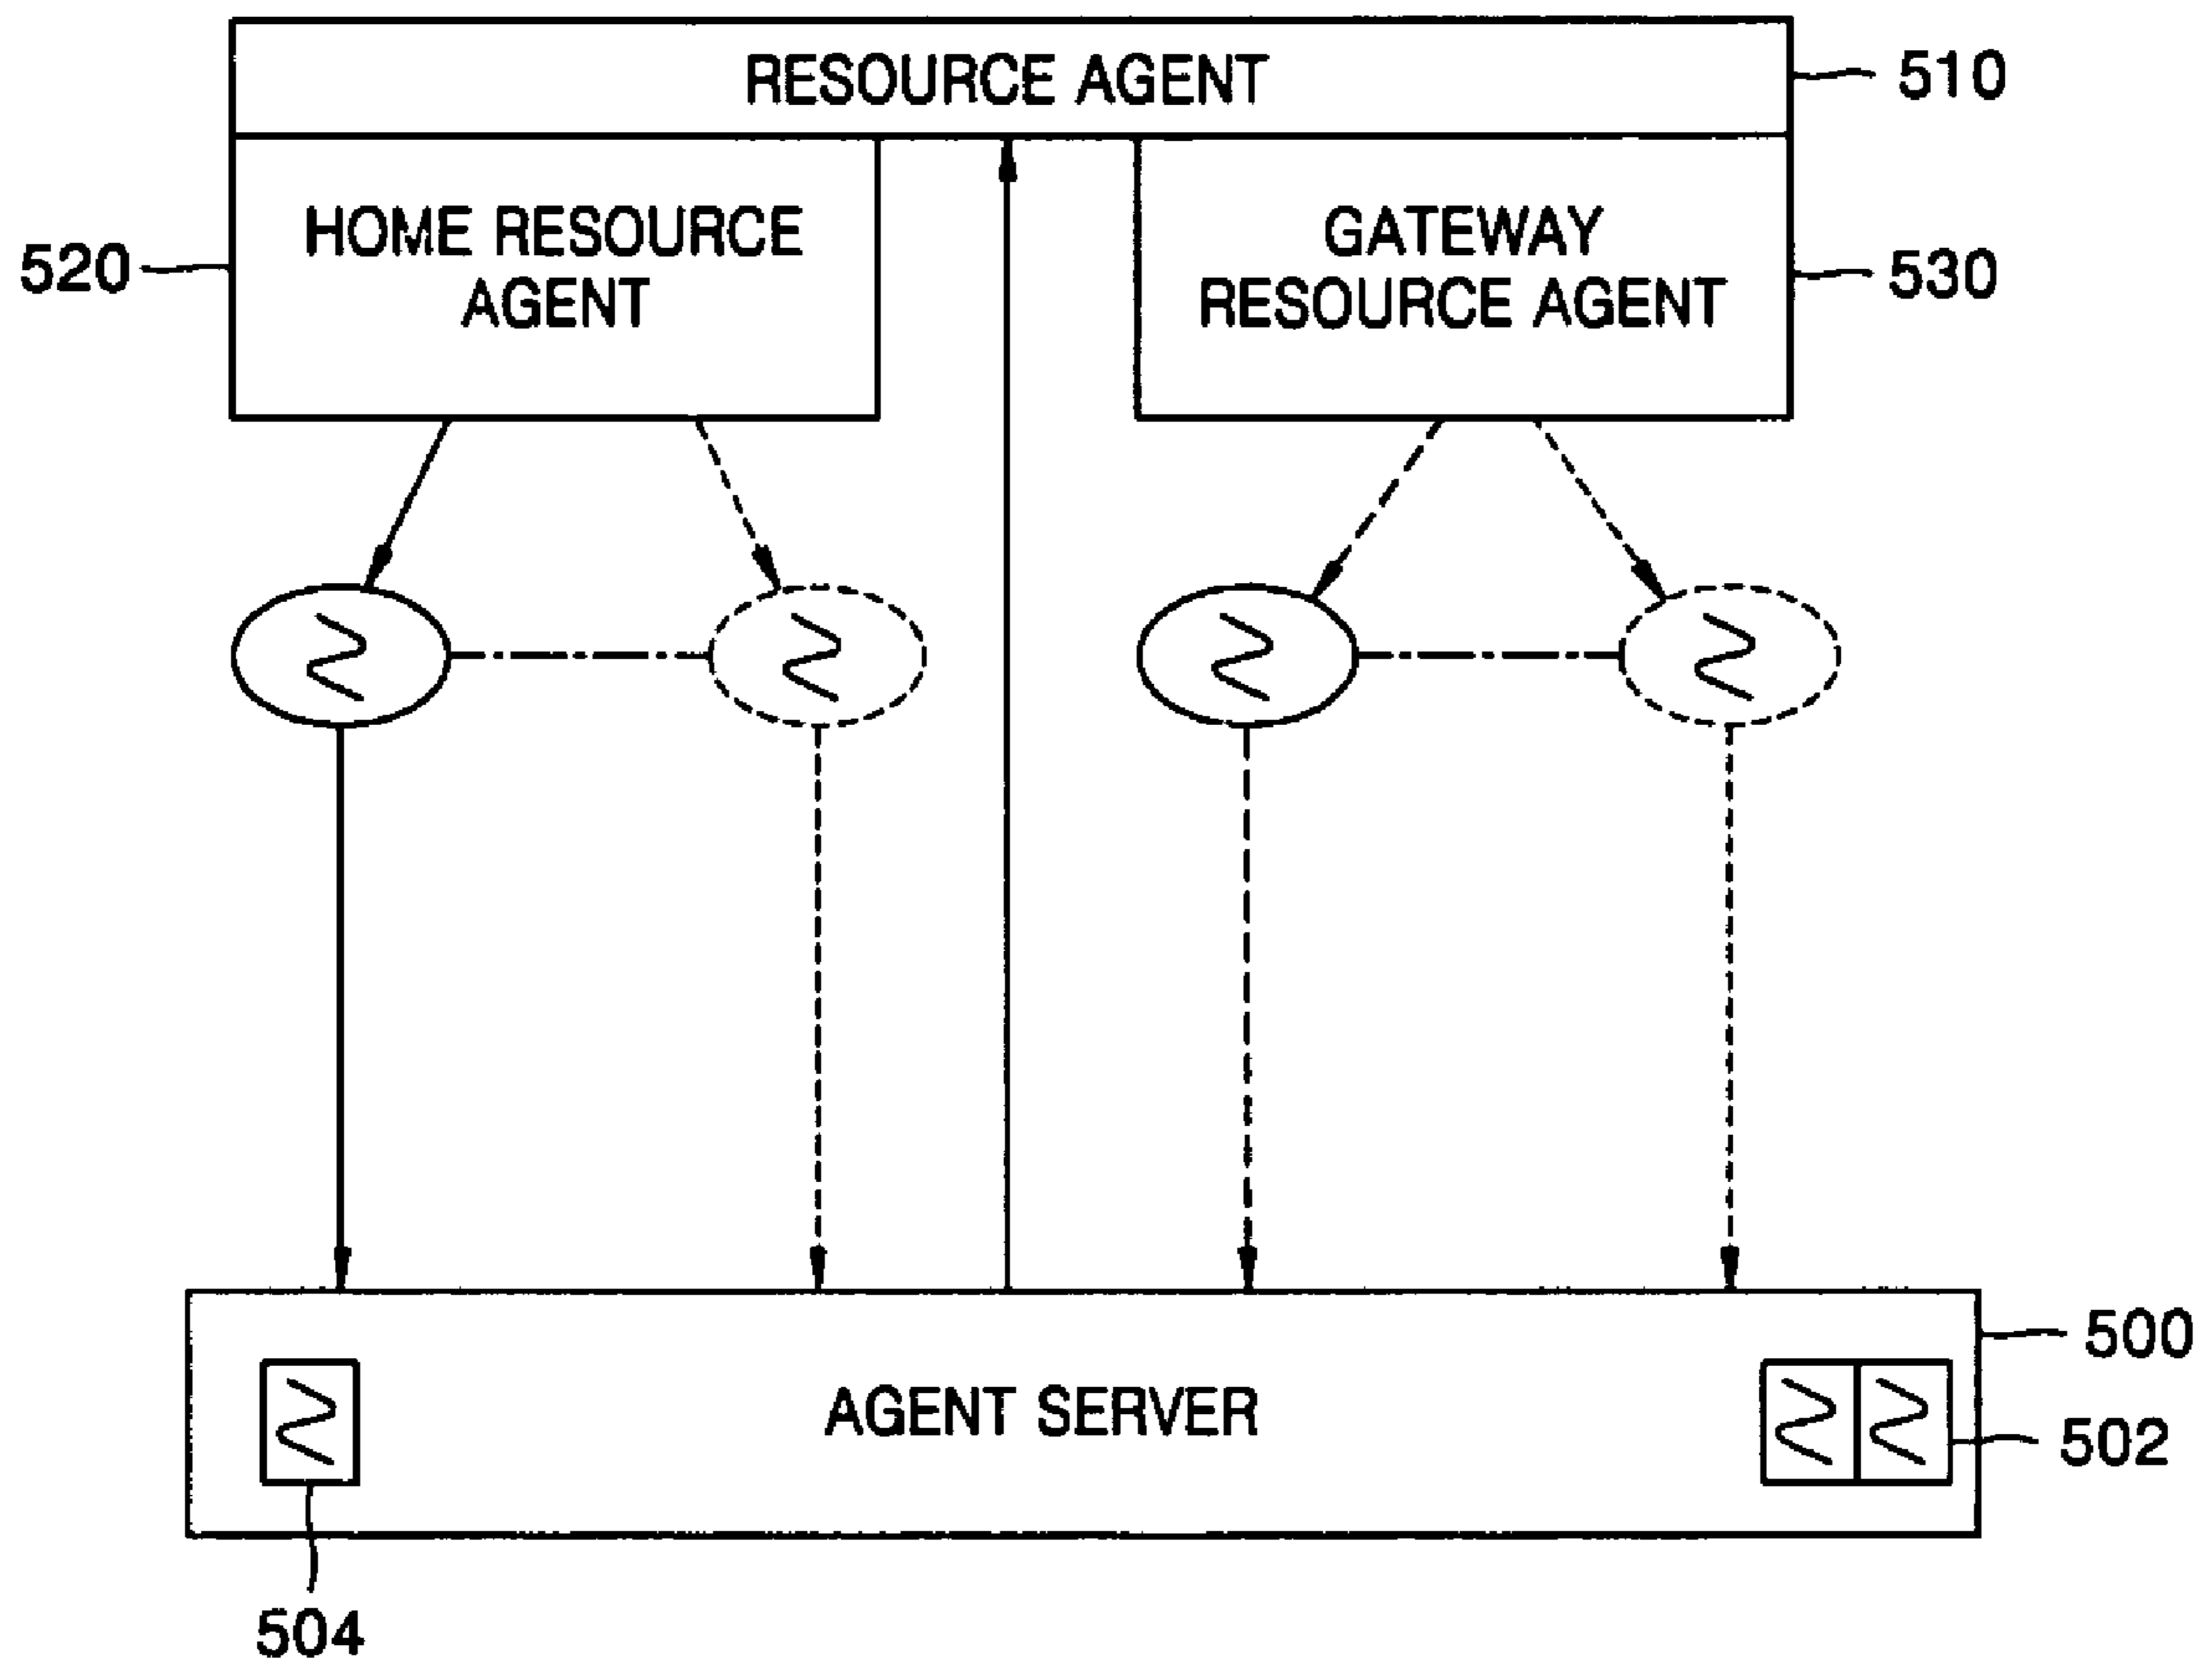 RESOURCE AGENT
510
HOME RESOURCE
AGENT
520
GATEWAY
RESOURCE AGENT
530
500
AGENT SERVER
502
504